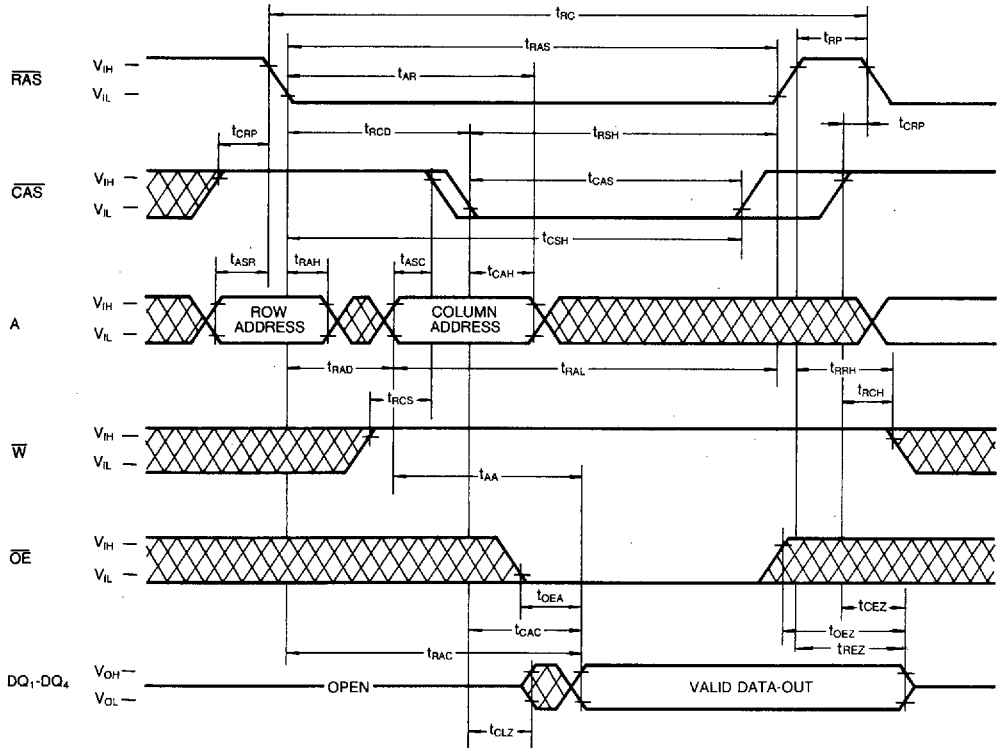 tRC
tRAS
tRP
tAR
RAS
VIH
VIL
tCRP
tRCD
tRSH
tCRP
CAS
VIH
VIL
tCAS
tCSH
tASR
tRAH
tASC
tCAH
A
VIH
VIL
ROW
ADDRESS
COLUMN
ADDRESS
tRAD
tRAL
tRRH
tRCS
tRCH
W
VIH
VIL
tAA
OE
VIH
VIL
tOEA
tCEZ
tCAC
tOEZ
tRAC
tREZ
DQ1-DQ4
VOH
VOL
OPEN
VALID DATA-OUT
tCLZ